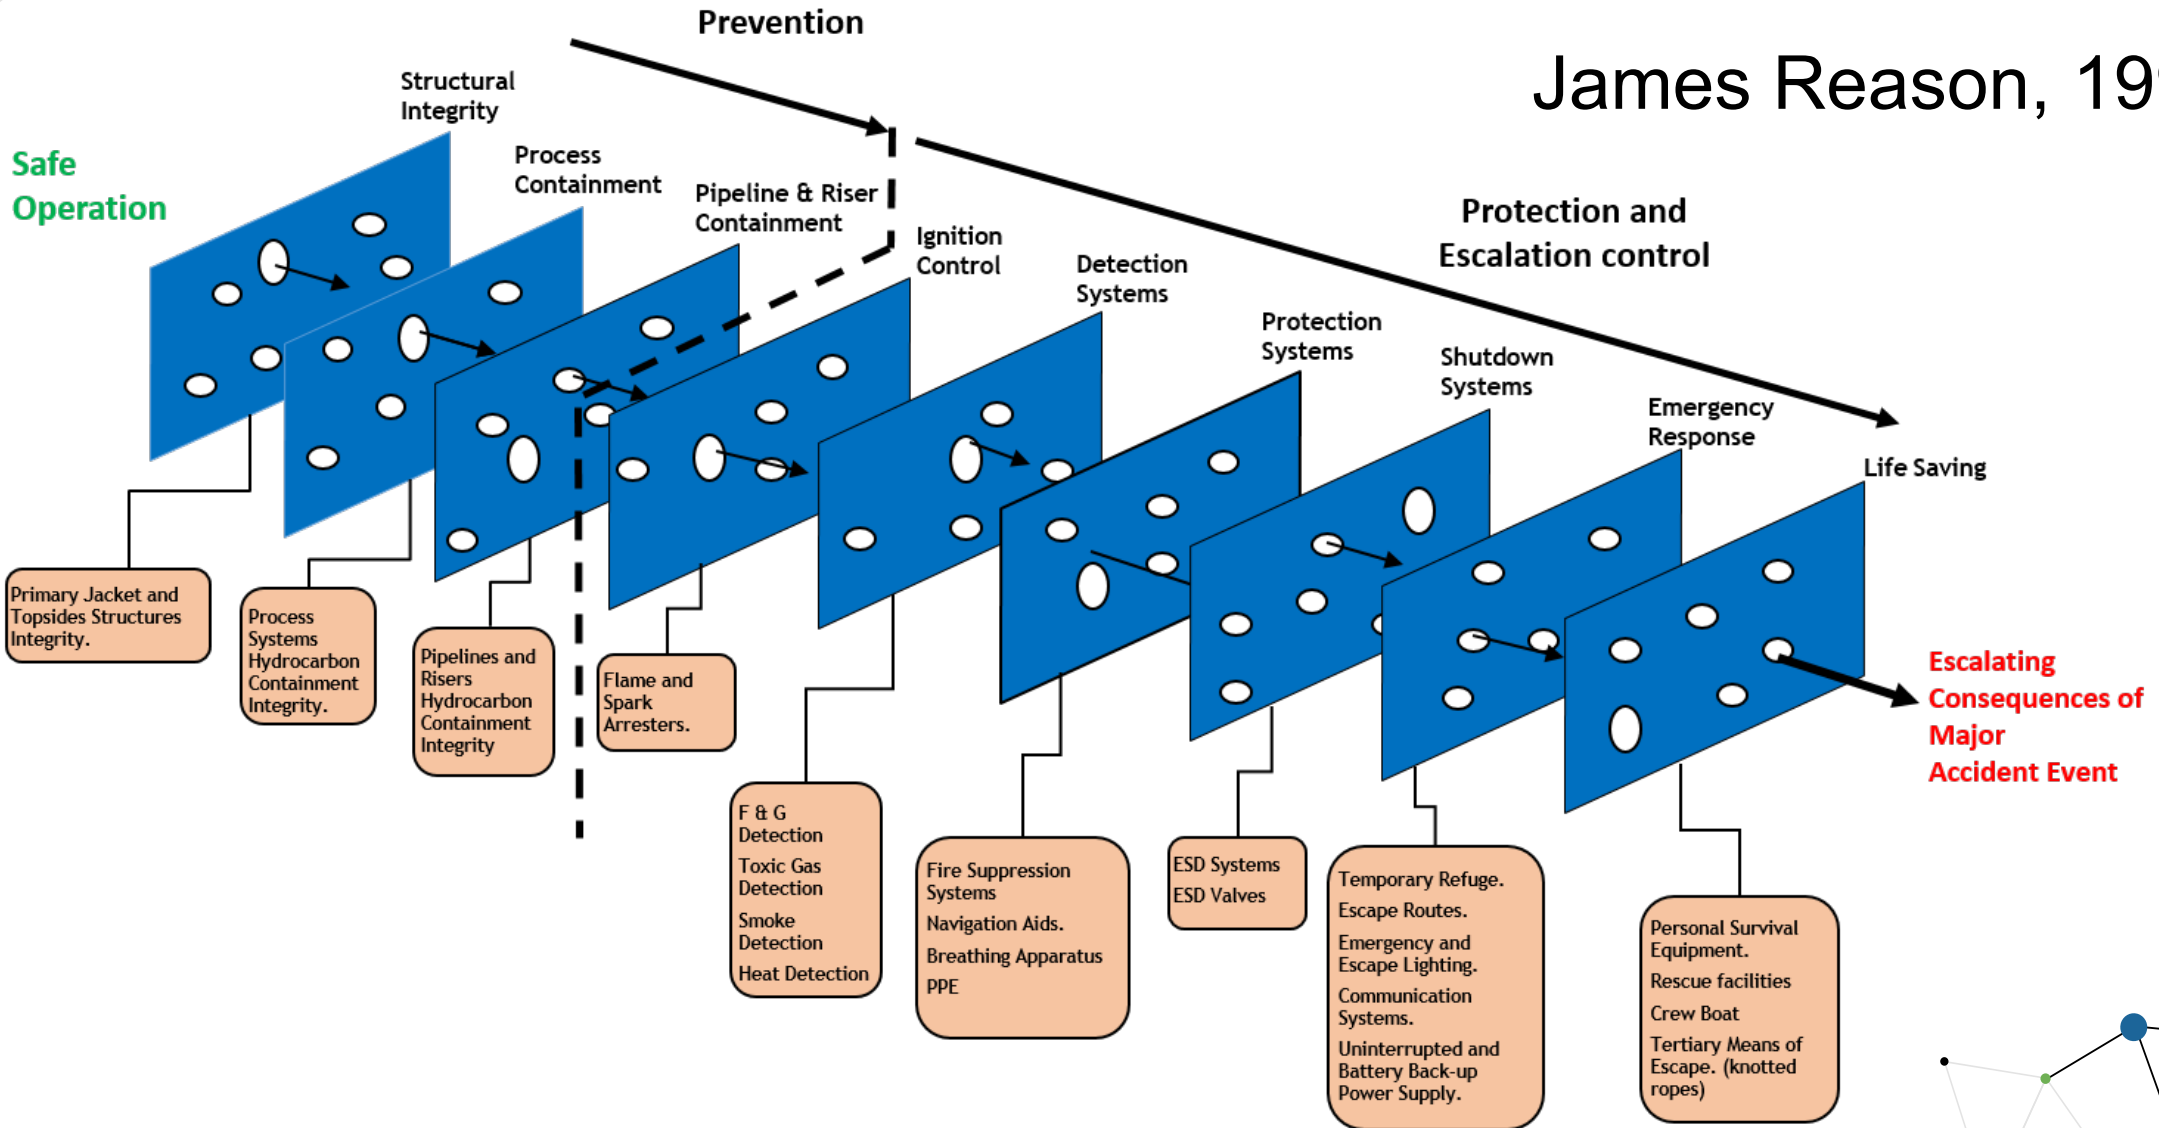 Prevention
James Reason, 19
Structural
Integrity
Safe
Operation
Process
Containment
Pipeline & Riser
Containment
Ignition
Control
Protection and
Escalation control
Detection
Systems
Protection
Systems
Shutdown
Systems
Emergency
Response
Life Saving
Primary Jacket and
Topsides Structures
Integrity.
Process
Systems
Hydrocarbon
Containment
Integrity.
Pipelines and
Risers
Hydrocarbon
Containment
Integrity
Flame and
Spark
Arresters.
F & G
Detection
Toxic Gas
Detection
Smoke
Detection
Heat Detection
Fire Suppression
Systems
Navigation Aids.
Breathing Apparatus
PPE
ESD Systems
ESD Valves
Temporary Refuge.
Escape Routes.
Emergency and
Escape Lighting.
Communication
Systems.
Uninterrupted and
Battery Back-up
Power Supply.
Personal Survival
Equipment.
Rescue facilities
Crew Boat
Tertiary Means of
Escape. (knotted
ropes)
Escalating
Consequences of
Major
Accident Event